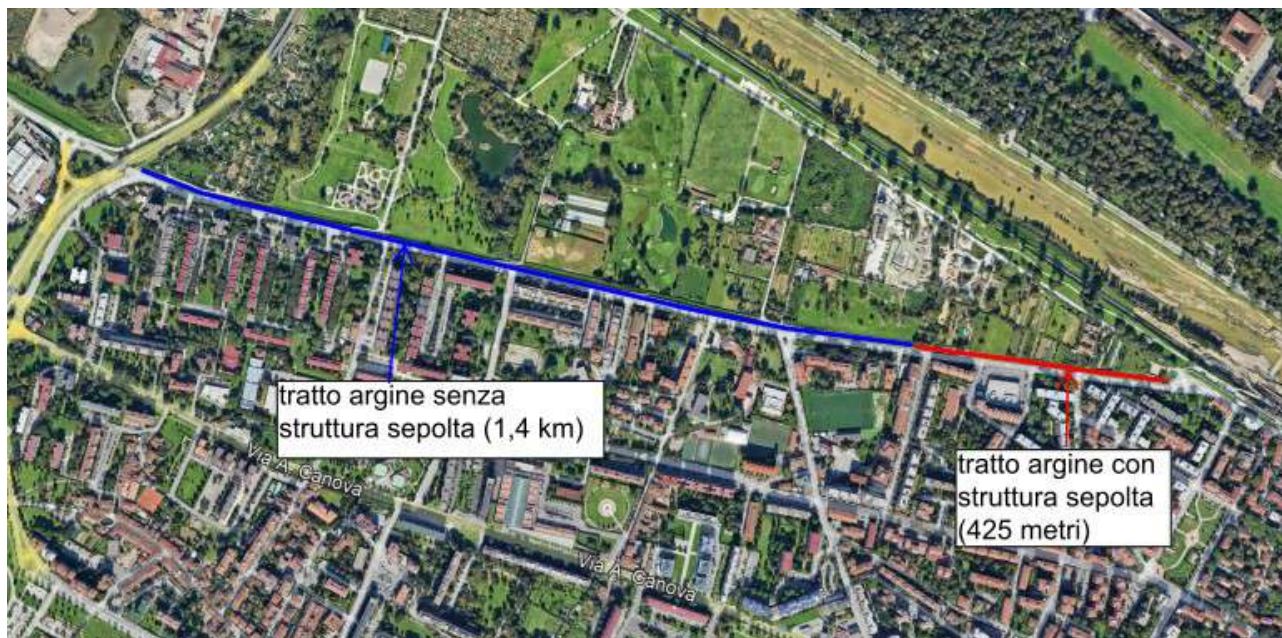 tratto argine senza
struttura sepolta (1,4 km)
Via A. Canova
tratto argine con
struttura sepolta
(425 metri)
Via A. Canova